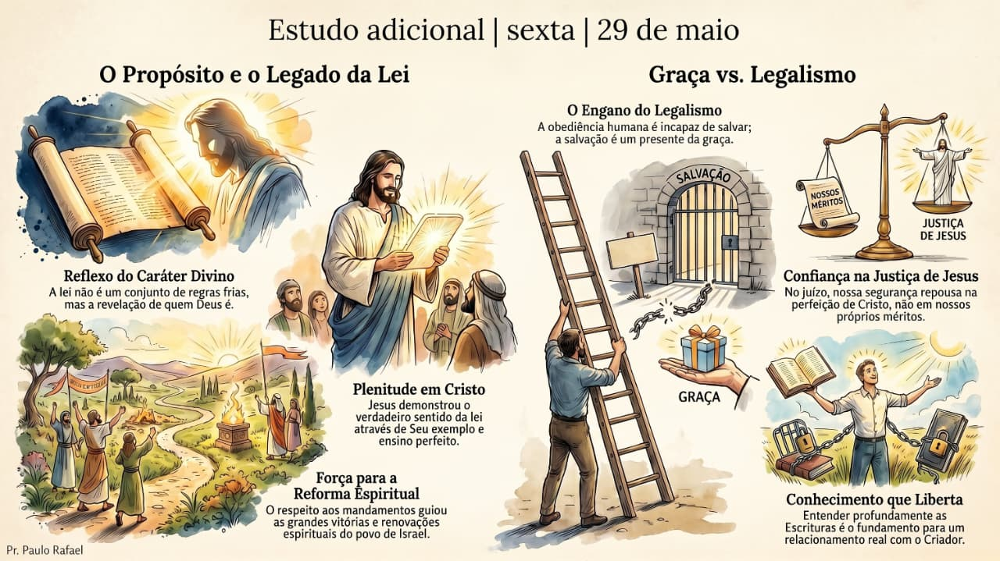 Estudo adicional | sexta | 29 de maio
O Propósito e o Legado da Lei
Reflexo do Caráter Divino
A lei não é um conjunto de regras frias,
mas a revelação de quem Deus é.
Plenitude em Cristo
Jesus demonstrou o
verdadeiro sentido da lei
através de Seu exemplo e
ensino perfeito.
Força para a
Reforma Espiritual
O respeito aos mandamentos guiou
as grandes vitórias e renovações
espirituais do povo de Israel.
Graça vs. Legalismo
O Engano do Legalismo
A obediência humana é incapaz de salvar;
a salvação é um presente da graça.
SALVAÇÃO
GRAÇA
NOSSOS
MÉRITOS
JUSTIÇA
DE JESUS
Confiança na Justiça de Jesus
No juízo, nossa segurança repousa na
perfeição de Cristo, não em nossos
próprios méritos.
Conhecimento que Liberta
Entender profundamente as
Escrituras é o fundamento para um
relacionamento real com o Criador.
Pr. Paulo Rafael